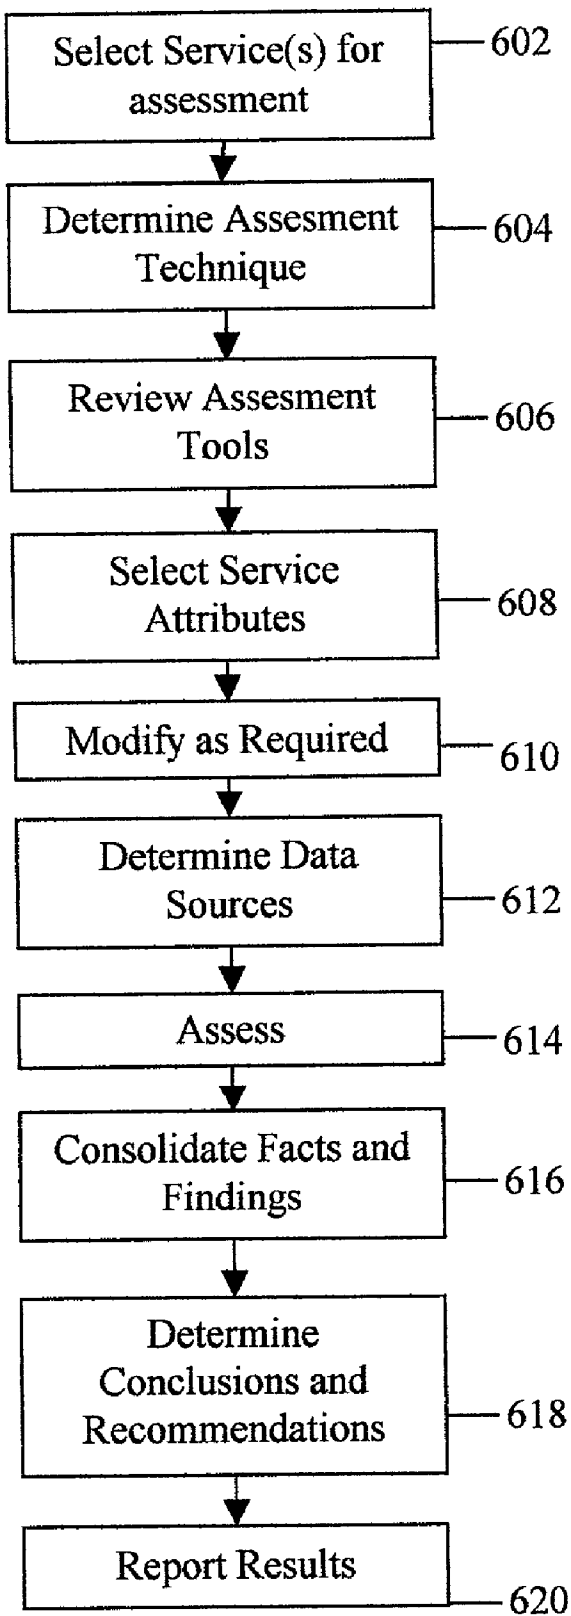 Select Service(s) for
assessment
602
Determine Assesment
Technique
604
Review Assesment
Tools
606
Select Service
Attributes
608
Modify as Required
610
Determine Data
Sources
612
Assess
614
Consolidate Facts and
Findings
616
Determine
Conclusions and
Recommendations
618
Report Results
620